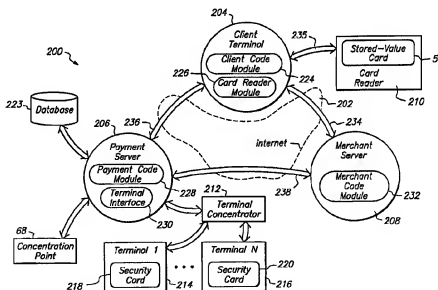 200
204
Client
Terminal
Client Code
Module
226
Card Reader
Module
224
235
Stored-Value
Card
5
Card
Reader
210
202
223
Database
236
234
206
Payment
Server
Payment Code
Module
228
Terminal
Interface
230
Internet
238
Merchant
Server
Merchant
Code
Module
232
208
212
Terminal
Concentrator
68
Concentration
Point
Terminal 1
Security
Card
218
214
Terminal N
Security
Card
220
216